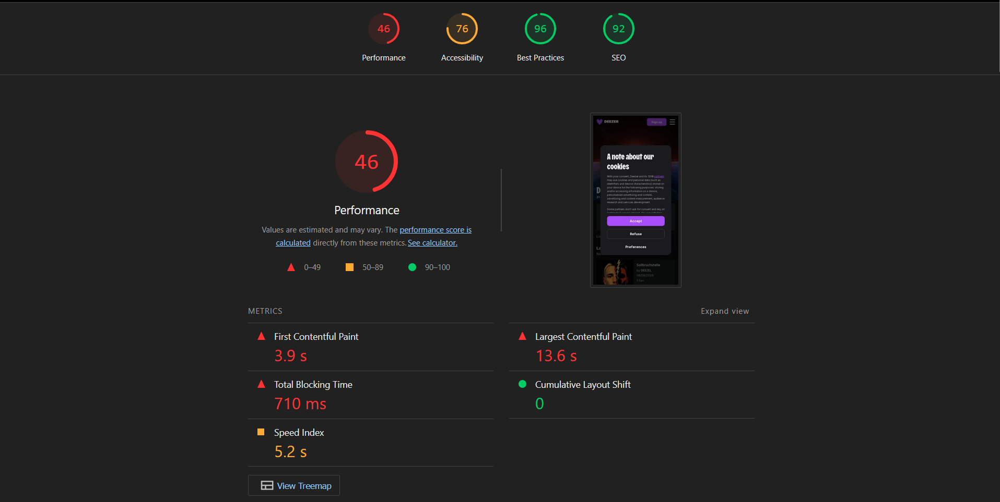 46
76
96
92
Performance
Accessibility
Best Practices
SEO
46
Performance
Values are estimated and may vary. The performance score is
calculated directly from these metrics. See calculator.
0–49
50–89
90–100
DEEZER
Sign up
A note about our
cookies
With your consent, Deezer and its 1208 partners
may use cookies and personal data (such as
identifiers and device characteristics) stored on
your device for the following purposes: storing
and/or accessing information on a device,
personalised advertising and content,
advertising and content measurement, audience
research and services development.
Some partners don't ask for consent and rely on
Accept
Refuse
Preferences
Sollbruchstelle
by DEEZEL
06/03/2026
1 fan
METRICS
Expand view
First Contentful Paint
3.9 s
Largest Contentful Paint
13.6 s
Total Blocking Time
710 ms
Cumulative Layout Shift
0
Speed Index
5.2 s
View Treemap